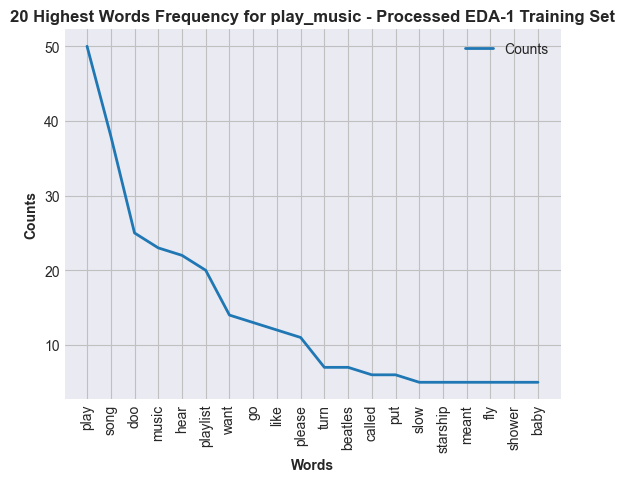 20 Highest Words Frequency for play_music - Processed EDA-1 Training Set
Counts
50
40
30
20
10
Counts
play
song
doo
music
hear
playlist
want
go
like
please
turn
beatles
called
put
slow
starship
meant
fly
shower
baby
Words